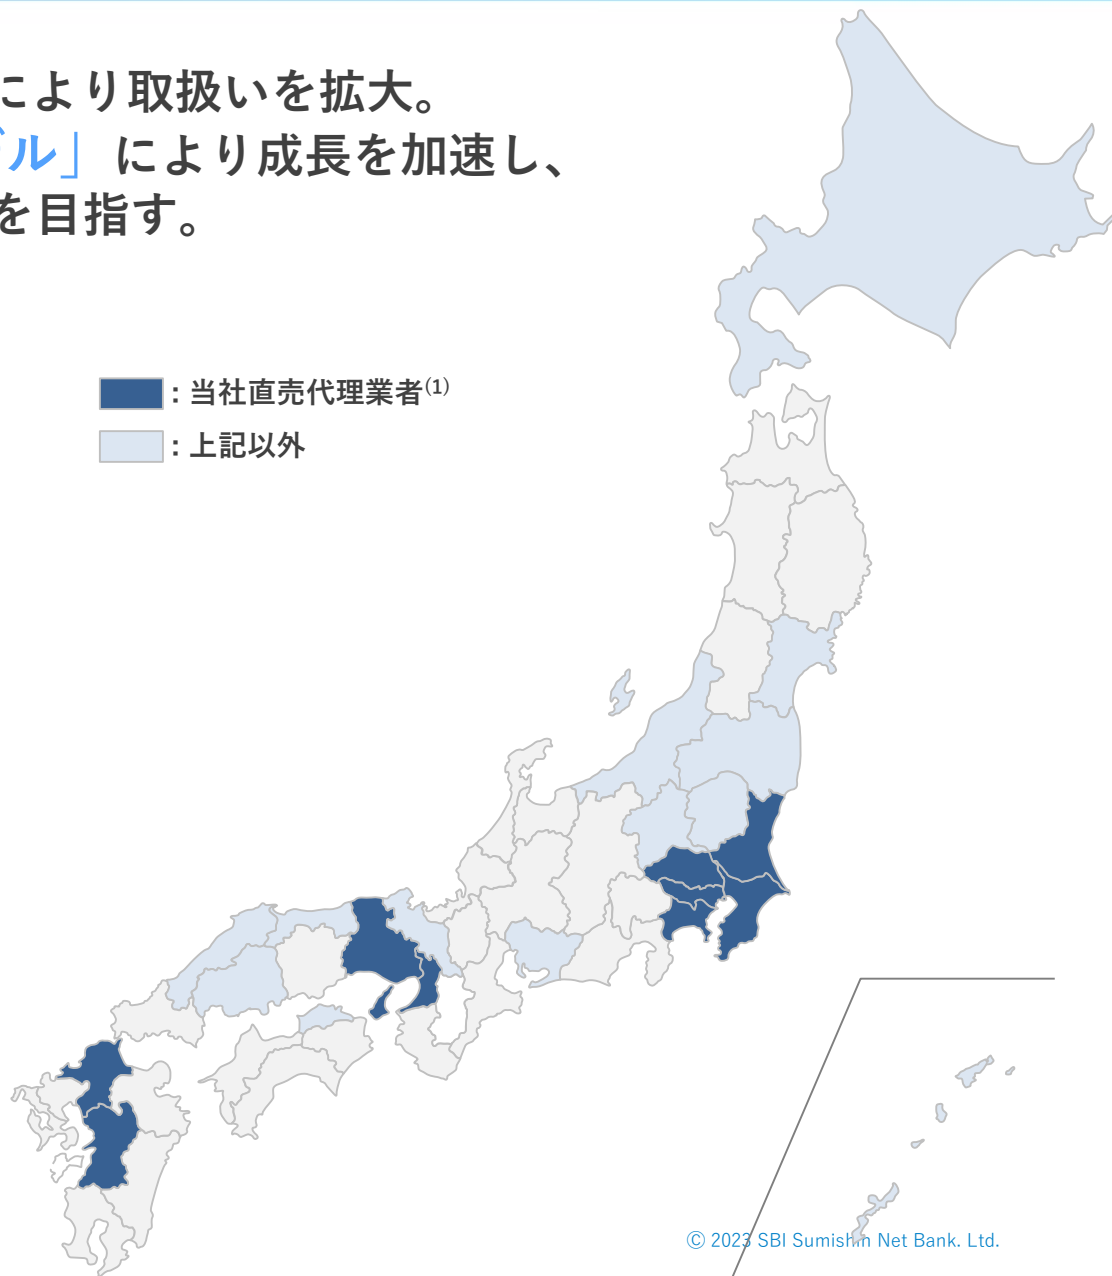 により取扱いを拡大。
デル」により成長を加速し、
を目指す。
: 当社直売代理業者(1)
: 上記以外
© 2023 SBI Sumishin Net Bank. Ltd.